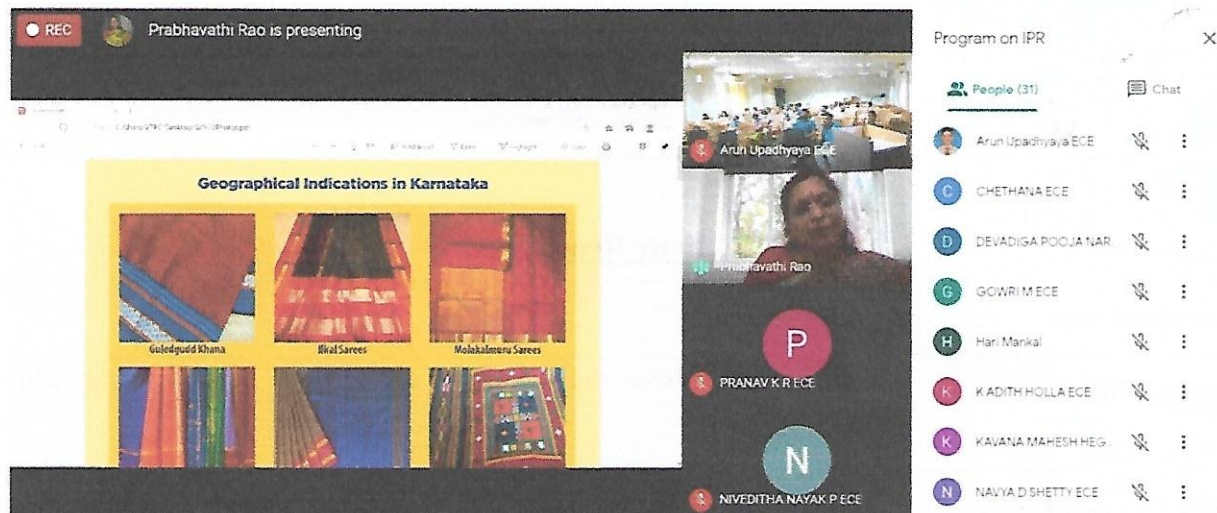 REC
Prabhavathi Rao is presenting
Geographical Indications in Karnataka
Guledgudd Khana
Ilkal Sarees
Molakalmuru Sarees
Arun Upadhyaya ECE
Prabhavathi Rao
P
PRANAV K R ECE
N
NIVEDITHA NAYAK P ECE
Program on IPR
People (31)
Chat
Arun Upadhyaya ECE
C CHETHANA ECE
D DEVADIGA POOJA NAR...
G GOWRI M ECE
H Hari Mankal
K K ADITH HOLLA ECE
K KAVANA MAHESH HEG...
N NAVYA D SHETTY ECE